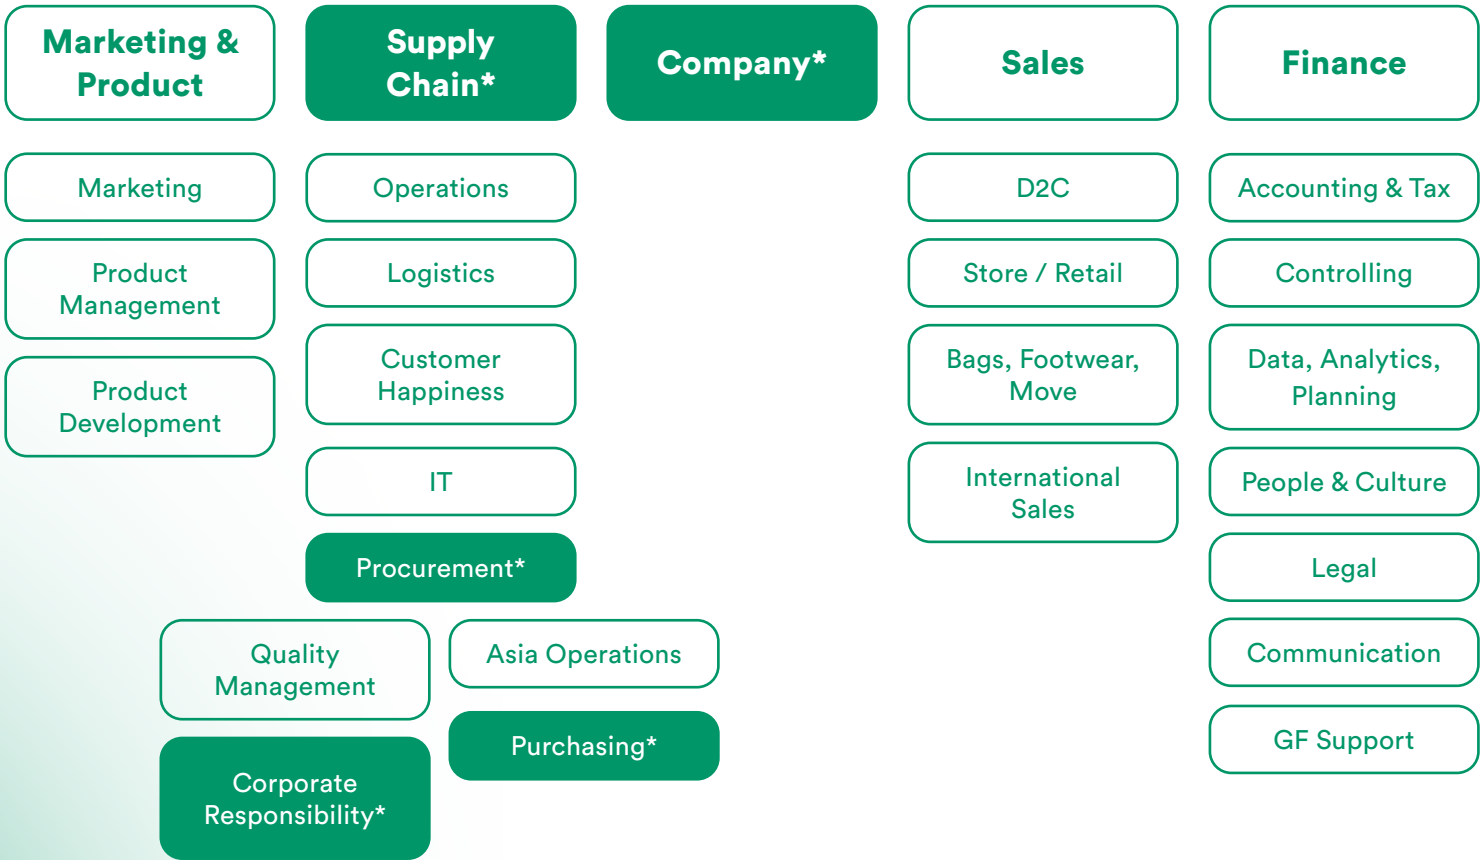 Marketing &
Product
Supply
Chain*
Company*
Sales
Finance
Marketing
Product
Management
Product
Development
Operations
Logistics
Customer
Happiness
IT
Procurement*
Quality
Management
Corporate
Responsibility*
Asia Operations
Purchasing*
D2C
Store / Retail
Bags, Footwear,
Move
International
Sales
Accounting & Tax
Controlling
Data, Analytics,
Planning
People & Culture
Legal
Communication
GF Support